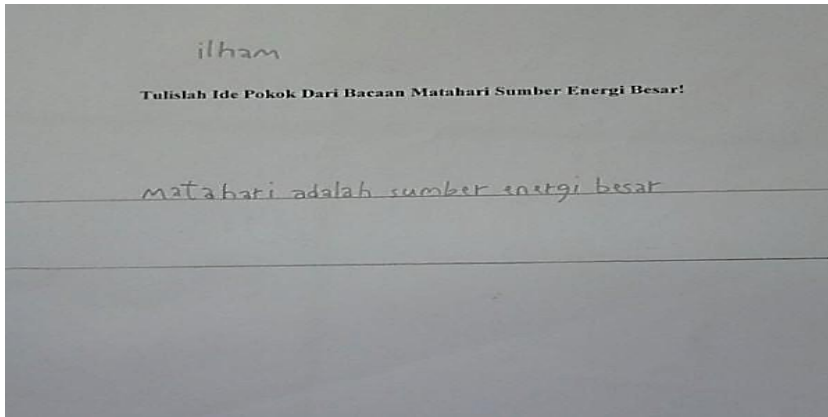 ilham
Tulislah Ide Pokok Dari Bacaan Matahari Sumber Energi Besar!
matahari adalah sumber energi besar